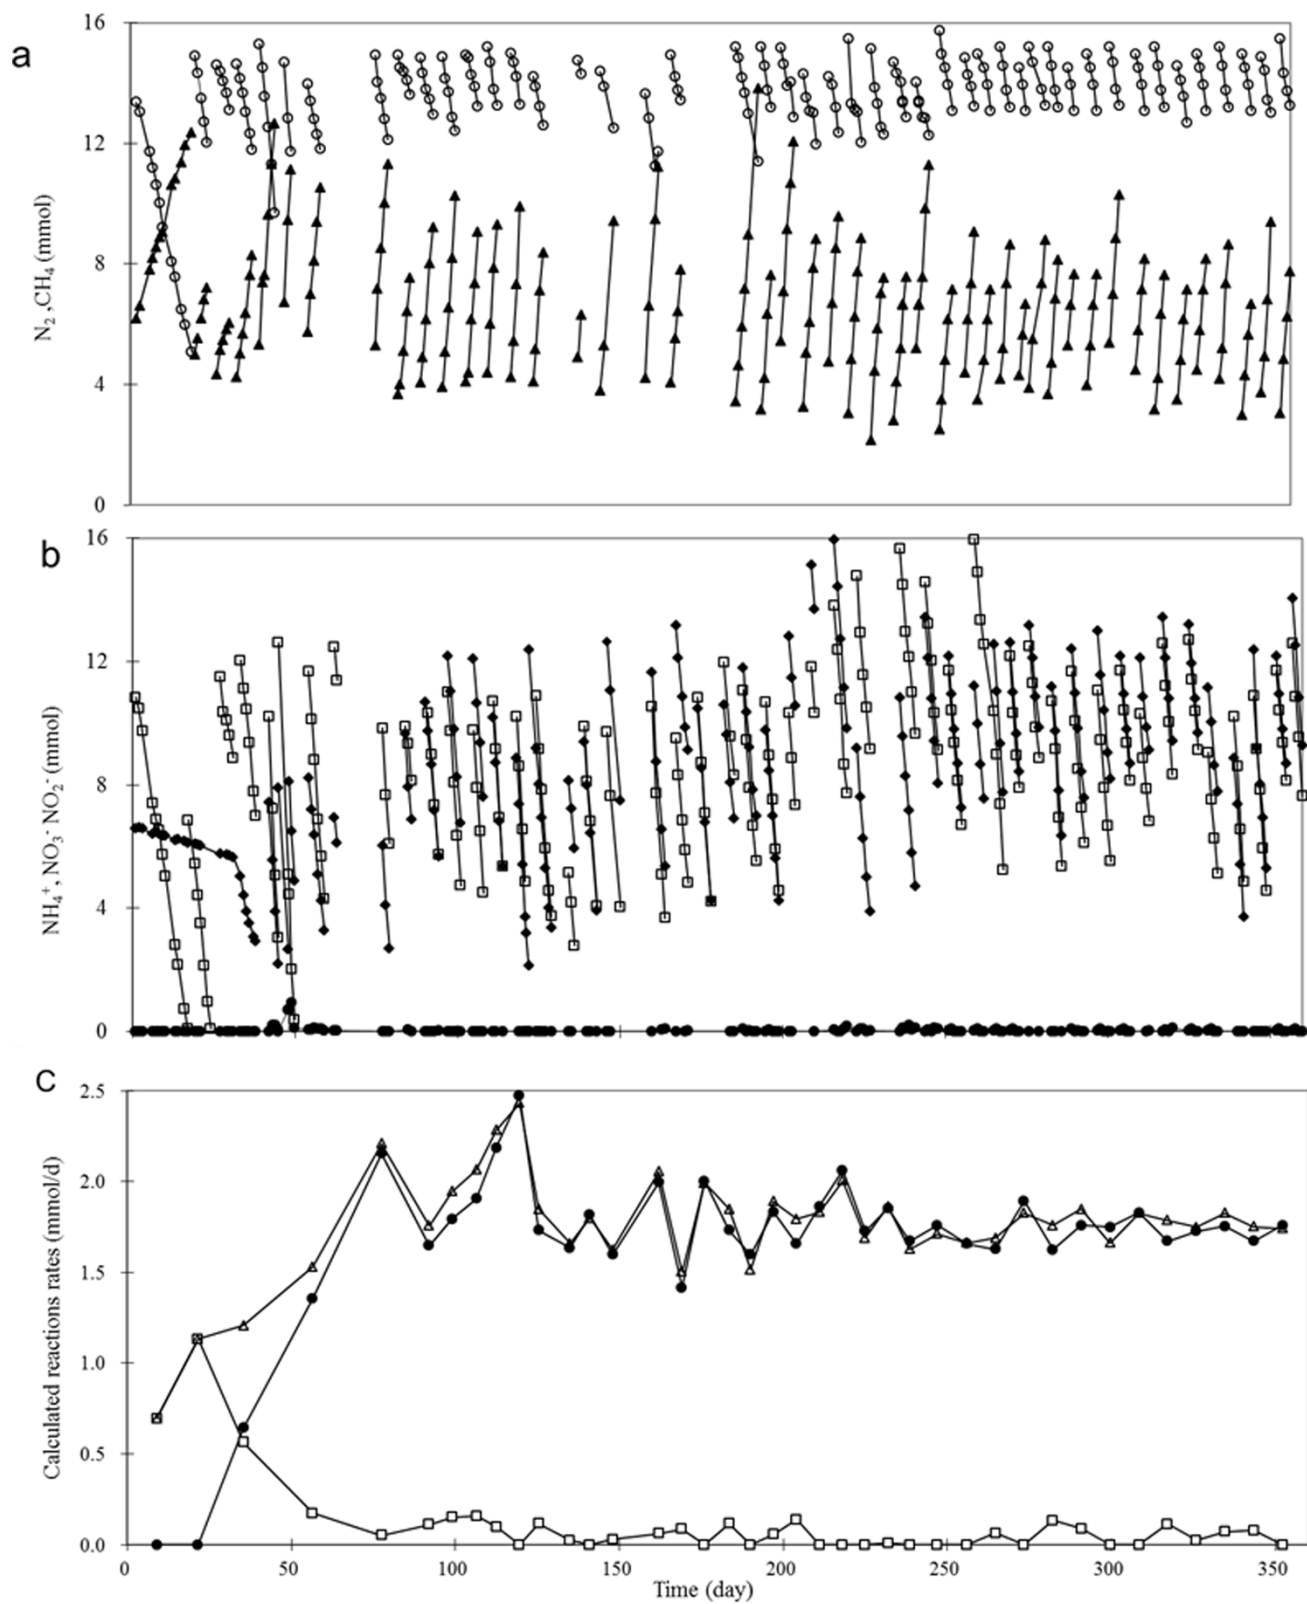 a
16
12
8
4
0
N₂ ,CH₄ (mmol)
b
16
12
8
4
0
NH₄⁺, NO₃⁻ NO₂⁻ (mmol)
C
2.5
2.0
1.5
1.0
0.5
0.0
Calculated reactions rates (mmol/d)
0 50 100 150 200 250 300 350
Time (day)